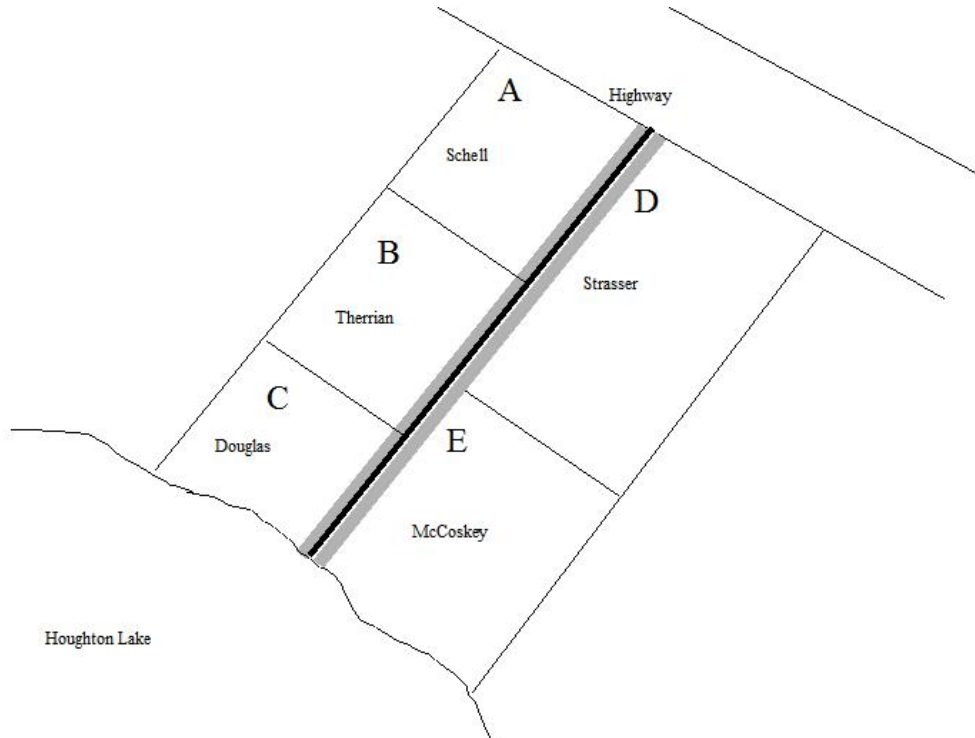 A
Highway
Schell
D
B
Strasser
Therrian
C
E
Douglas
McCoskey
Houghton Lake